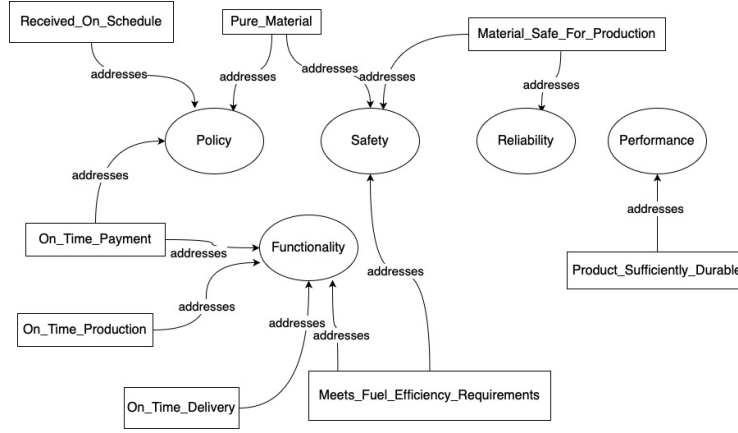 Received_On_Schedule
Pure_Material
Material_Safe_For_Production
addresses
addresses
addresses
addresses
addresses
Policy
Safety
Reliability
Performance
addresses
addresses
On_Time_Payment
addresses
Functionality
addresses
Product_Sufficiently_Durable
addresses
On_Time_Production
addresses
addresses
On_Time_Delivery
Meets_Fuel_Efficiency_Requirements